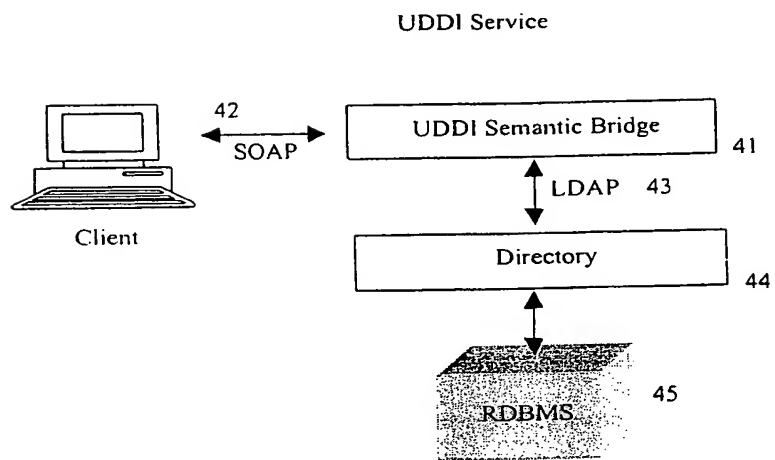 UDDI Service
42
SOAP
UDDI Semantic Bridge
41
LDAP 43
Client
Directory
44
RDBMS
45